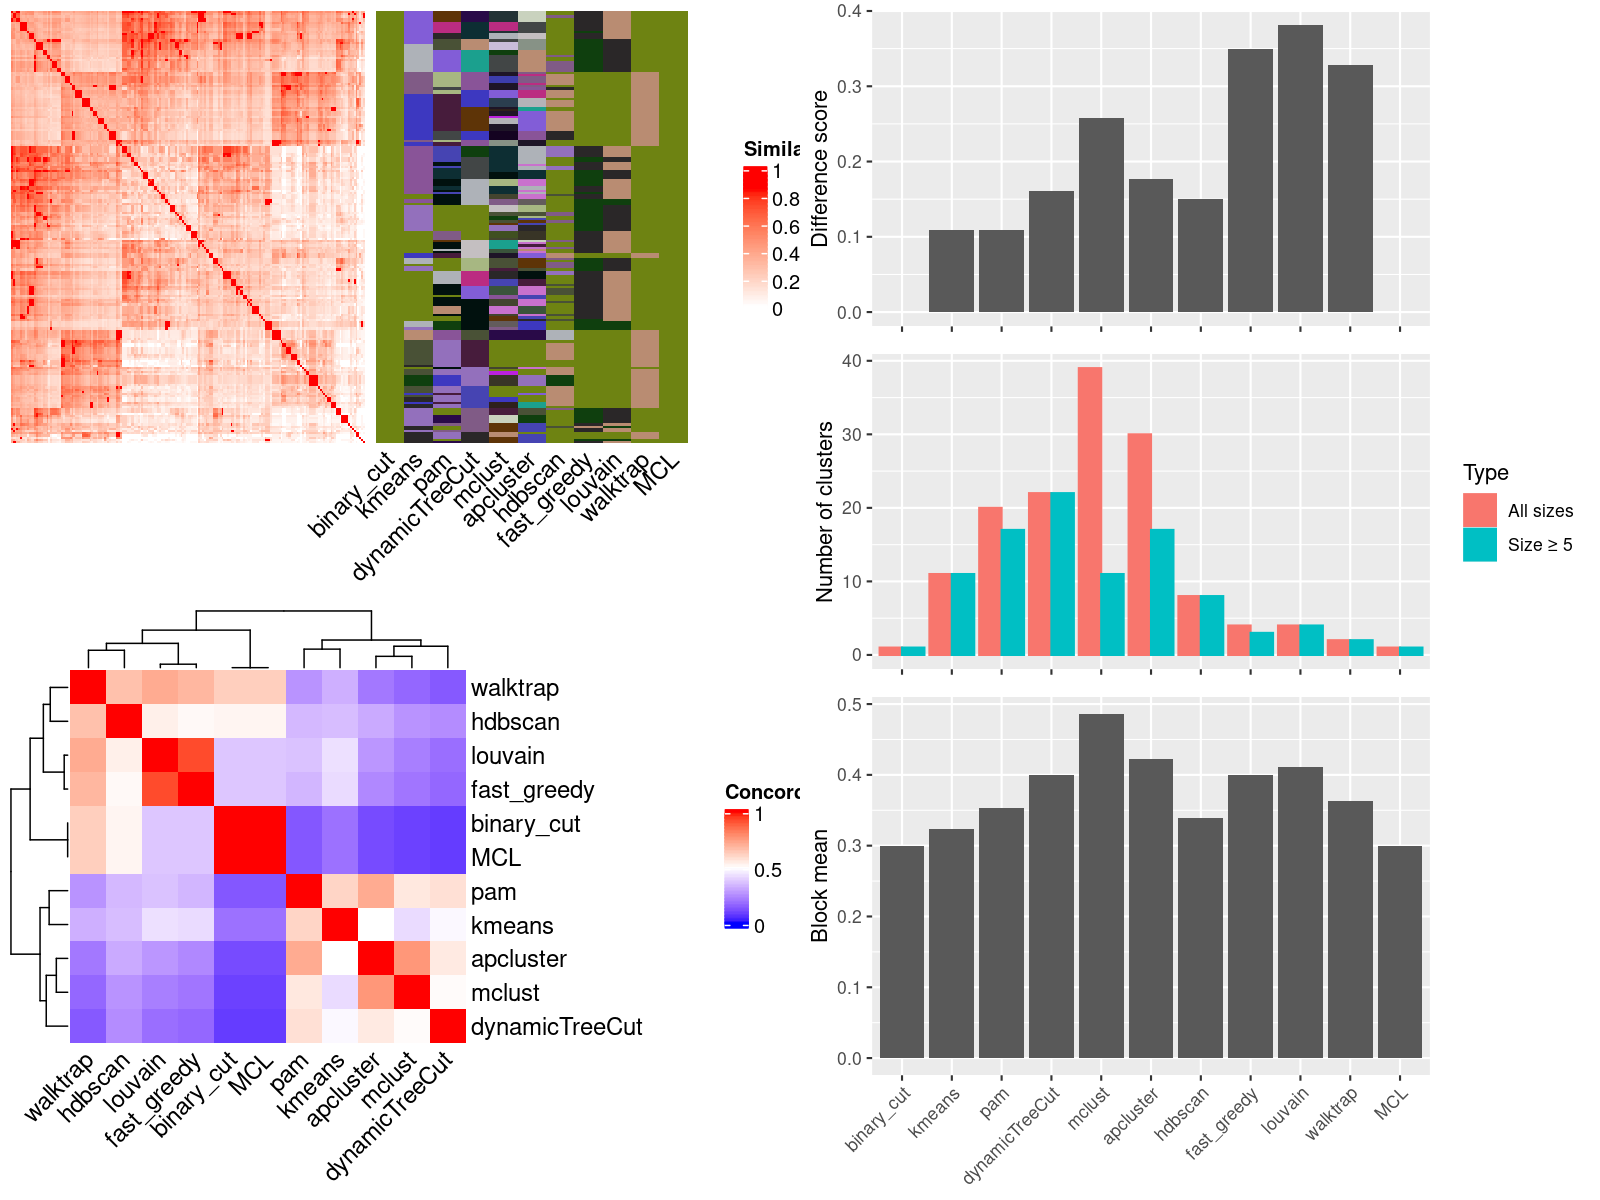 Simila
1
0.8
0.6
0.4
0.2
0
binary_cut
kmeans
pam
dynamicTreeCut
mclust
apcluster
hdbscan
fast_greedy
louvain
walktrap
MCL
walktrap
hdbscan
louvain
fast_greedy
binary_cut
MCL
pam
kmeans
apcluster
mclust
dynamicTreeCut
walktrap
hdbscan
louvain
fast_greedy
binary_cut
MCL
pam
kmeans
apcluster
mclust
dynamicTreeCut
Concord
1
0.5
0
Difference score
0.4
0.3
0.2
0.1
0.0
Number of clusters
40
30
20
10
0
Type
All sizes
Size ≥ 5
Block mean
0.5
0.4
0.3
0.2
0.1
0.0
binary_cut
kmeans
pam
dynamicTreeCut
mclust
apcluster
hdbscan
fast_greedy
louvain
walktrap
MCL